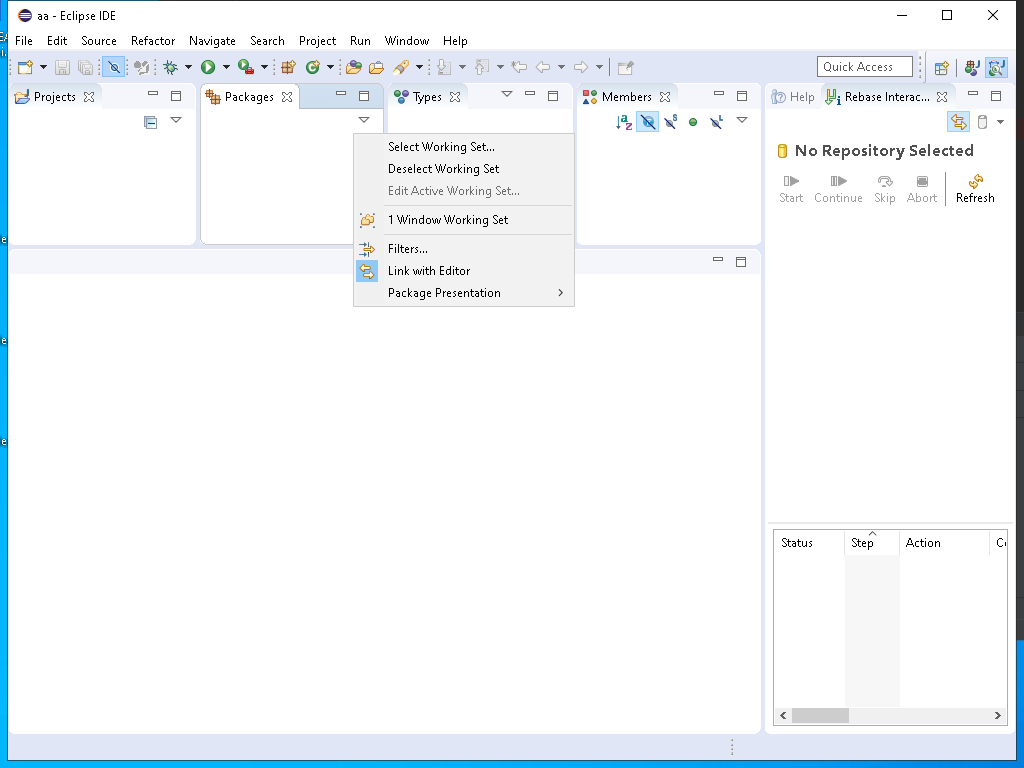 aa - Eclipse IDE
File Edit Source Refactor Navigate Search Project Run Window Help
Quick Access
Projects Packages Types Members Help Rebase Interac...
No Repository Selected
Start Continue Skip Abort Refresh
Select Working Set...
Deselect Working Set
Edit Active Working Set...
1 Window Working Set
Filters...
Link with Editor
Package Presentation
Status Step Action